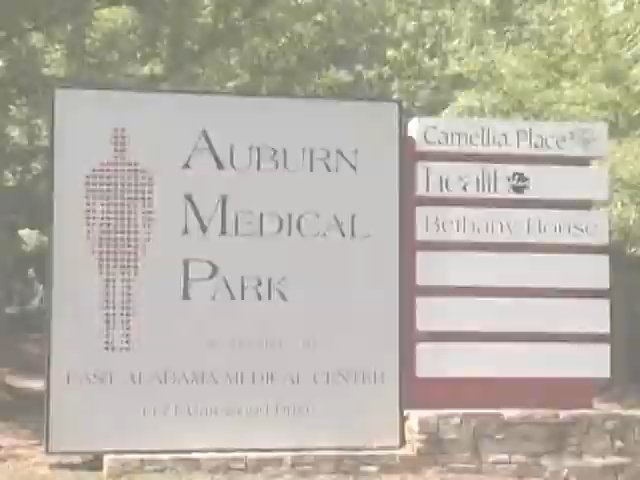 AUBURN
MEDICAL
PARK
EAST ALABAMA MEDICAL CENTER
Camellia Place
Bethany House